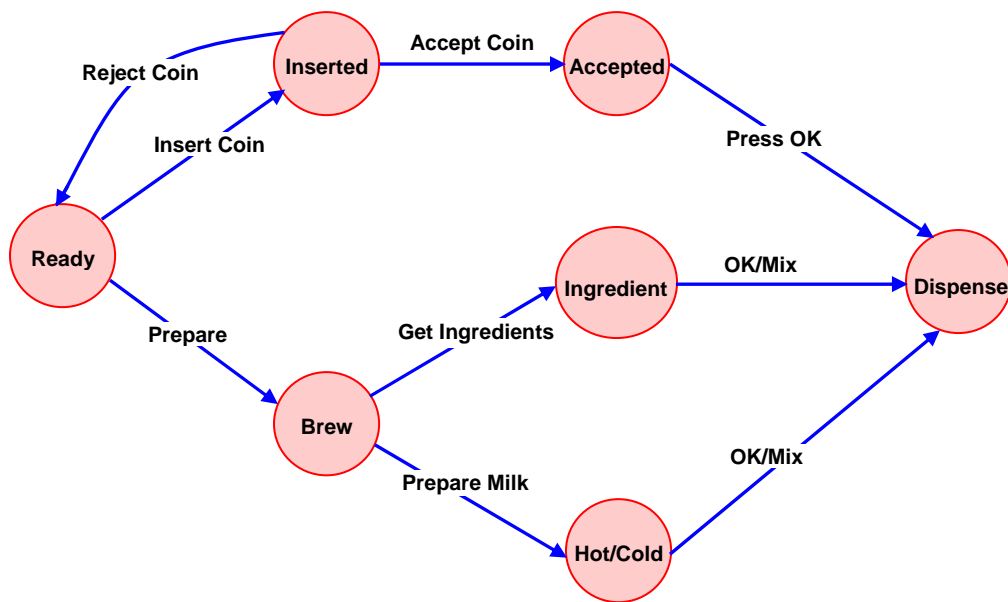 Accept Coin
Reject Coin
Inserted
Accepted
Insert Coin
Press OK
Ready
OK/Mix
Ingredient
Dispense
Prepare
Get Ingredients
Brew
OK/Mix
Prepare Milk
Hot/Cold